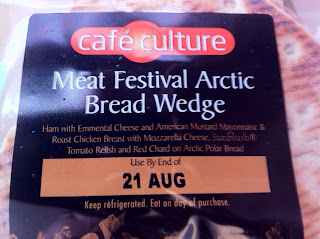 café culture
Meat Festival Arctic
Bread Wedge
Ham with Emmental Cheese and American Mustard Mayonnaise &
Roast Chicken Breast with Mozzarella Cheese, SunBlush®
Tomato Relish and Red Chard on Arctic Polar Bread
Use By End of
21 AUG
Keep refrigerated. Eat on day of purchase.